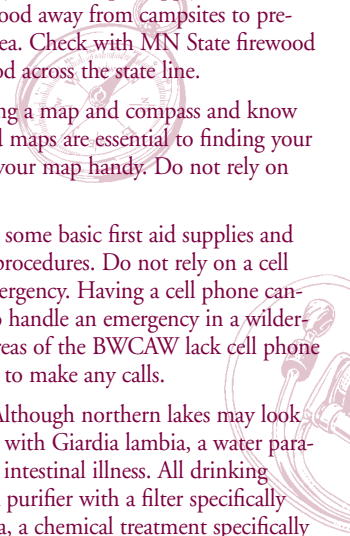 ood away from campsites to pre-
ea. Check with MN State firewood
od across the state line.
ng a map and compass and know
d maps are essential to finding your
your map handy. Do not rely on
some basic first aid supplies and
procedures. Do not rely on a cell
ergency. Having a cell phone can-
o handle an emergency in a wilder-
reas of the BWCAW lack cell phone
to make any calls.
Although northern lakes may look
with Giardia lambia, a water para-
intestinal illness. All drinking
purifier with a filter specifically
a, a chemical treatment specifically